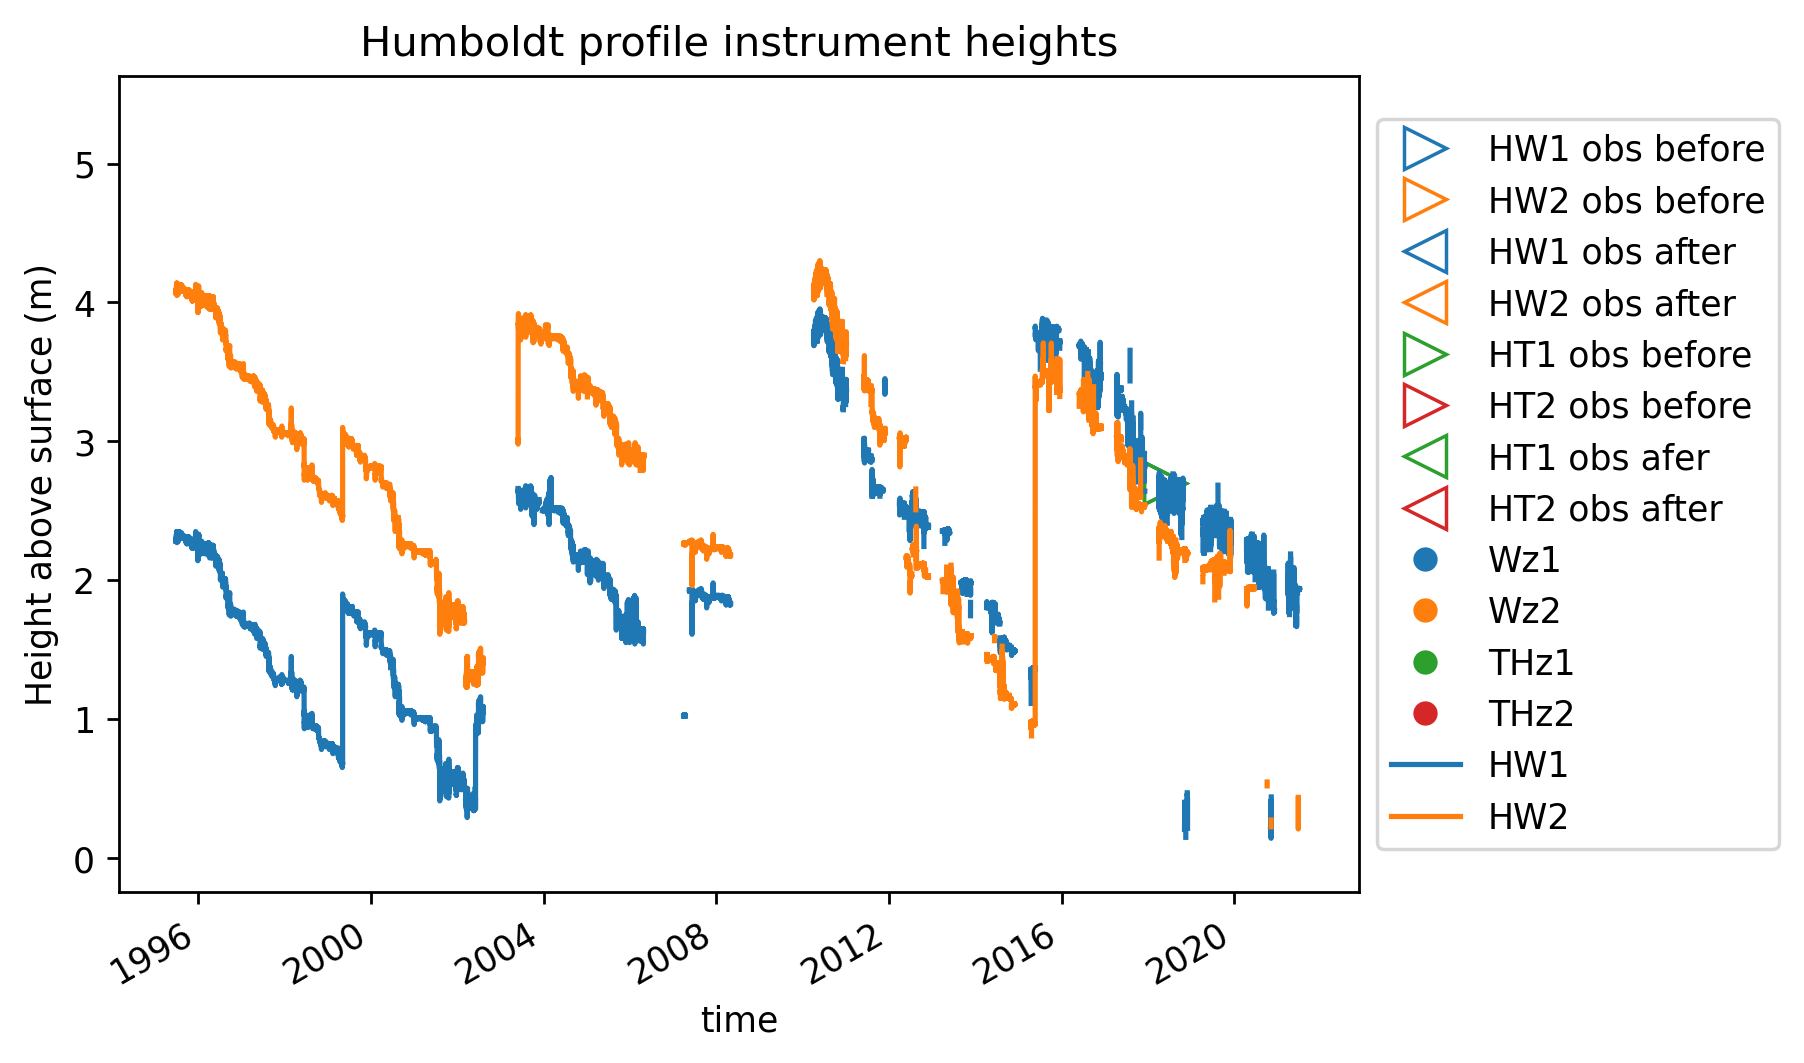 Humboldt profile instrument heights
Height above surface (m)
5
4
3
2
1
0
1996
2000
2004
2008
2012
2016
2020
time
HW1 obs before
HW2 obs before
HW1 obs after
HW2 obs after
HT1 obs before
HT2 obs before
HT1 obs afer
HT2 obs after
Wz1
Wz2
THz1
THz2
HW1
HW2